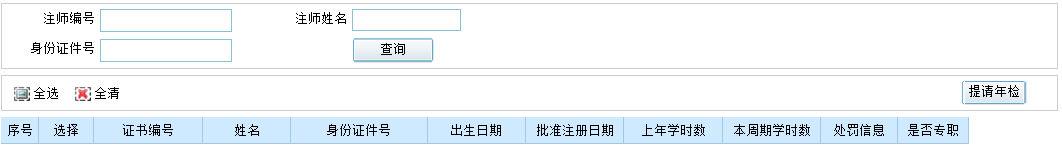 注师编号 注师姓名
身份证件号 查询
全选 全清 提请年检
序号 选择 证书编号 姓名 身份证件号 出生日期 批准注册日期 上年学时数 本周期学时数 处罚信息 是否专职